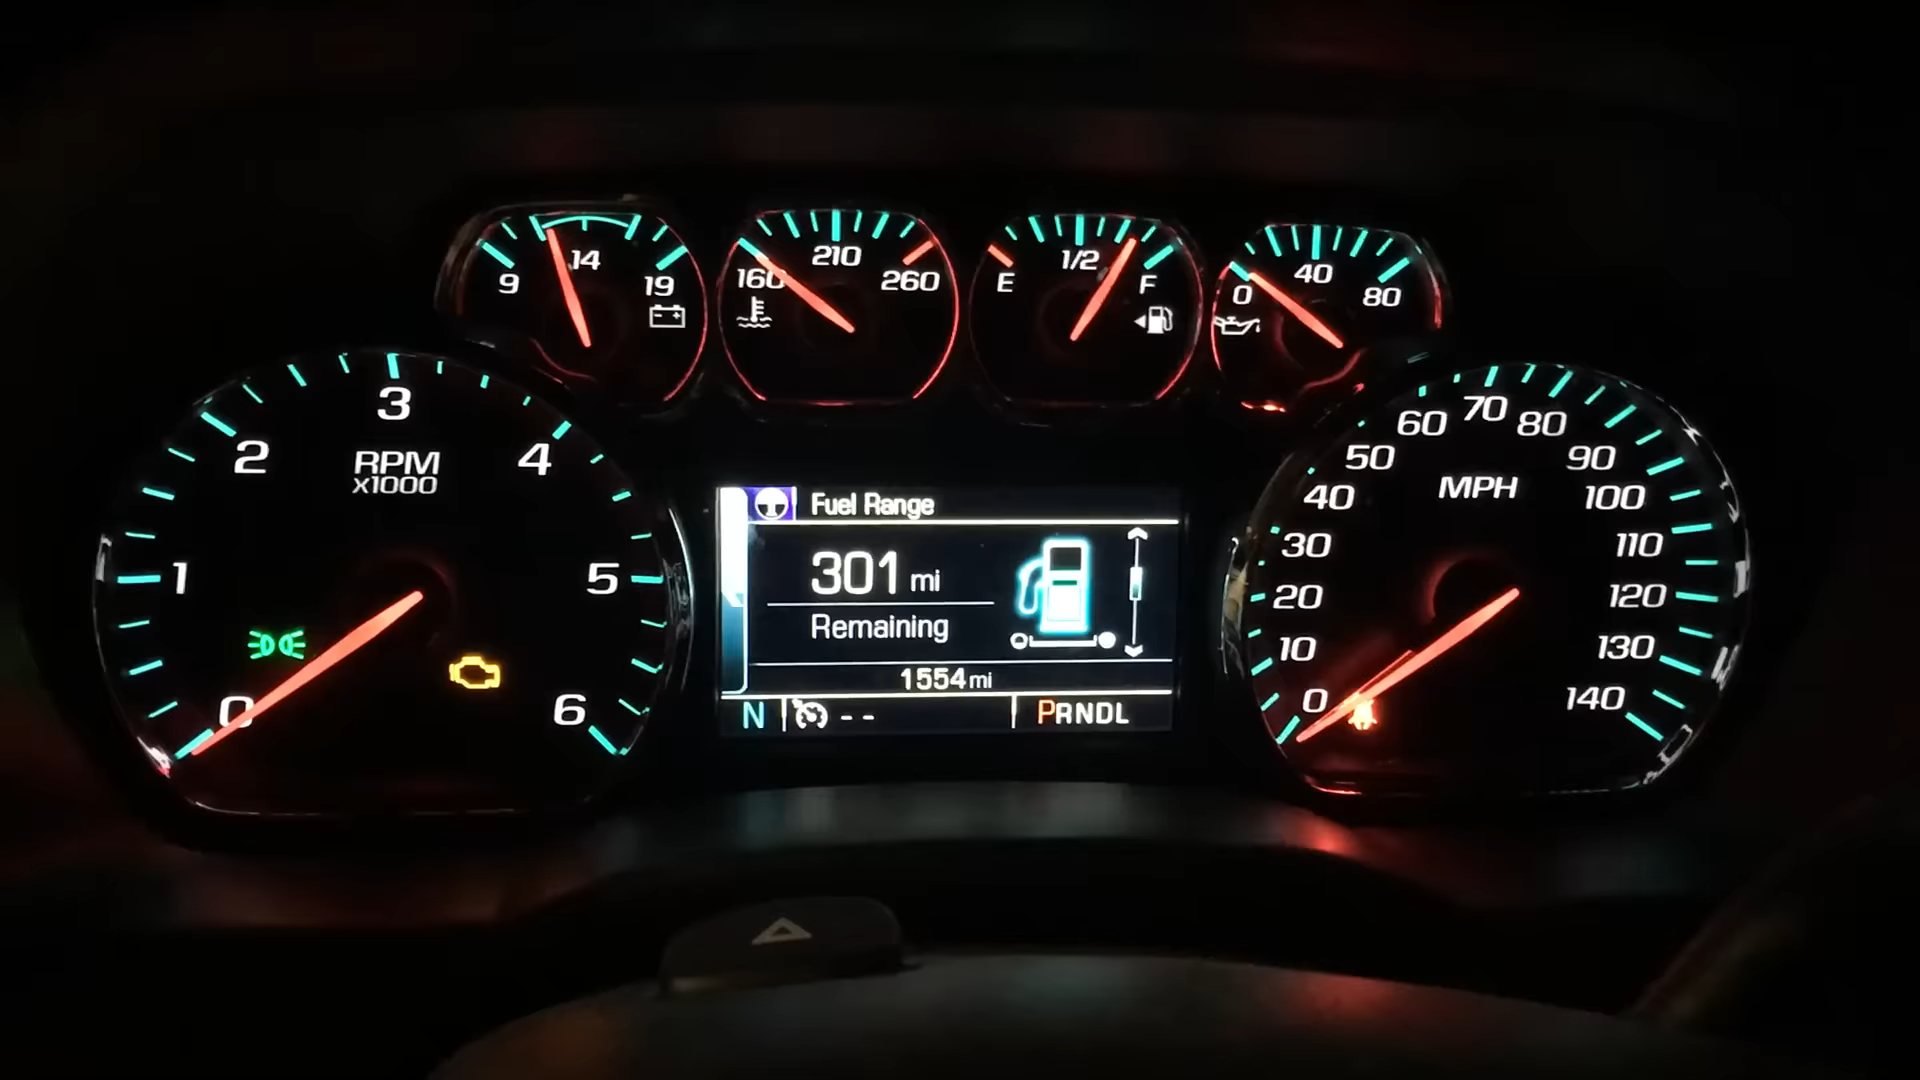 9 14 19
160 210 260
E 1/2 F
0 40 80
0 1 2 3 4 5 6
RPM
x1000
Fuel Range
301 mi
Remaining
1554 mi
N -- PRNDL
0 10 20 30 40 50 60 70 80 90 100 110 120 130 140
MPH